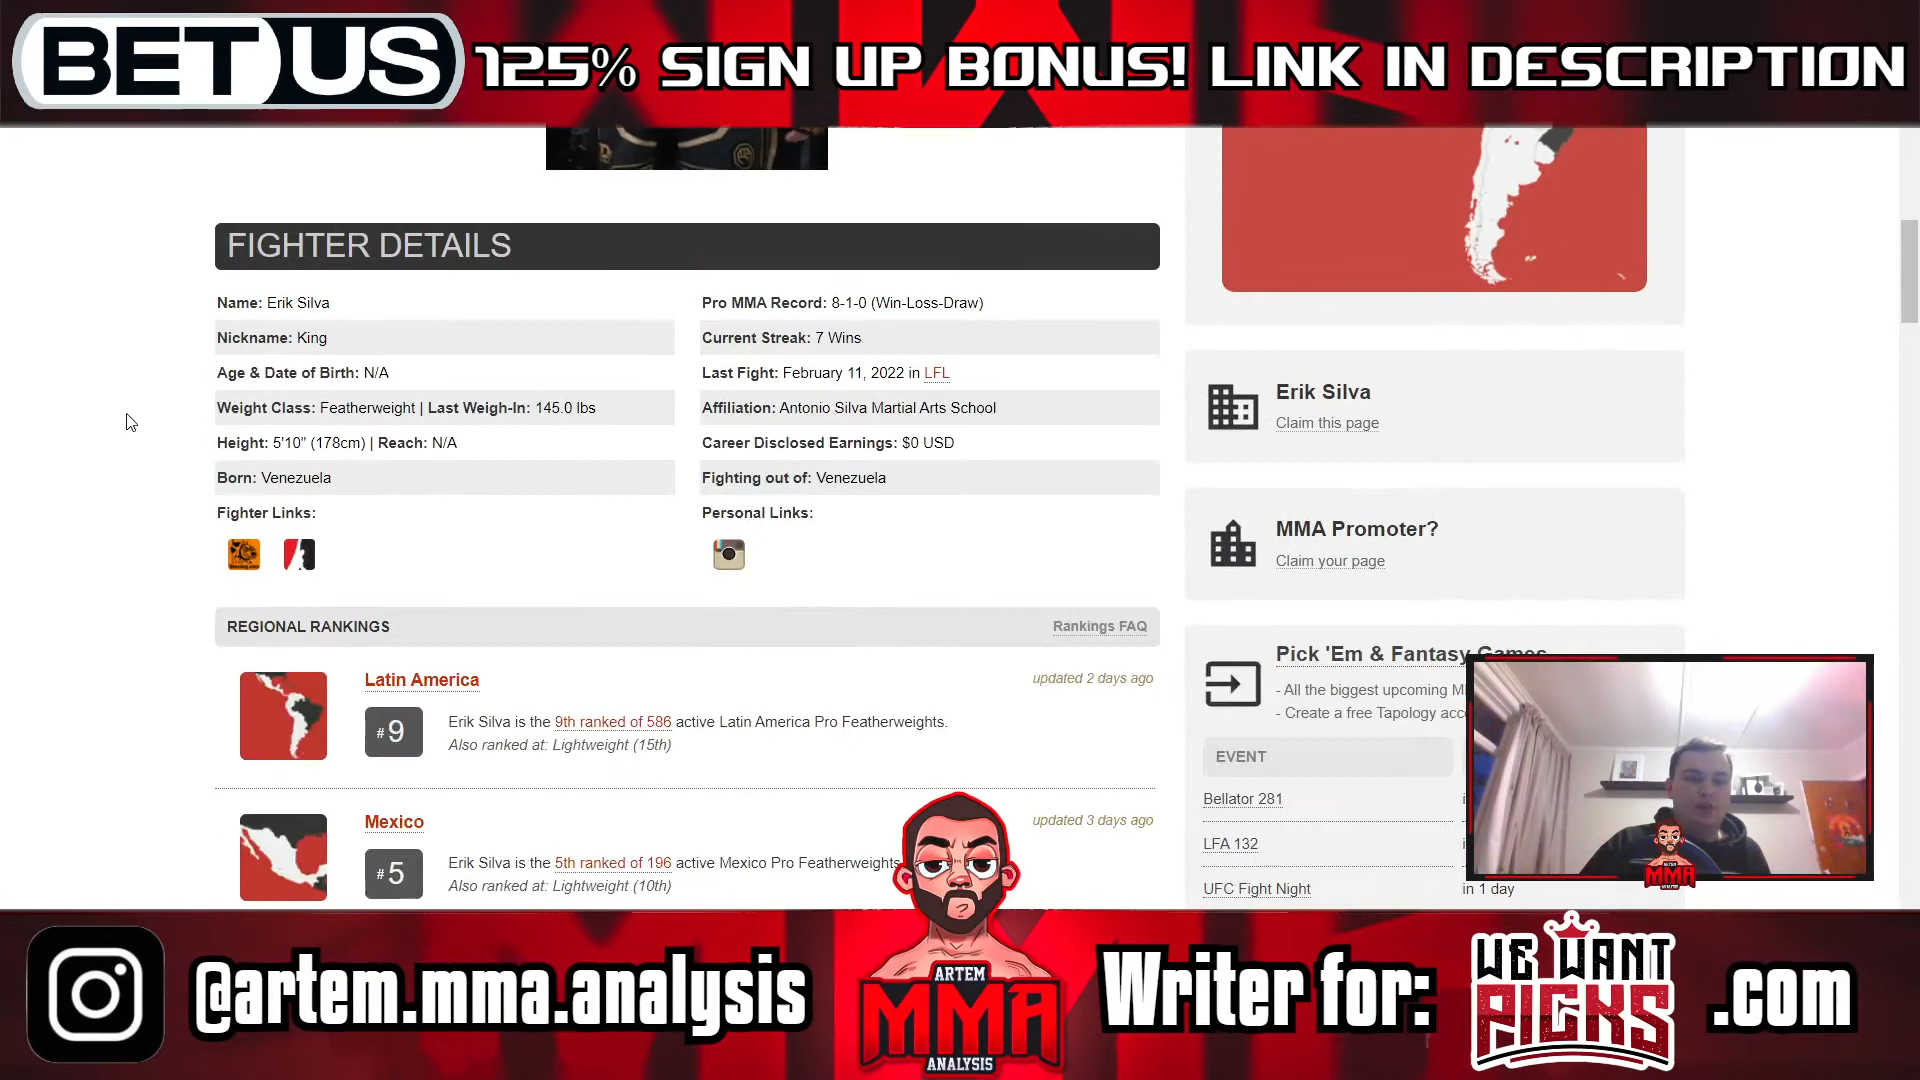 BETUS 125% SIGN UP BONUS! LINK IN DESCRIPTION
FIGHTER DETAILS
Name: Erik Silva
Pro MMA Record: 8-1-0 (Win-Loss-Draw)
Nickname: King
Current Streak: 7 Wins
Age & Date of Birth: N/A
Last Fight: February 11, 2022 in LFL
Weight Class: Featherweight | Last Weigh-In: 145.0 lbs
Affiliation: Antonio Silva Martial Arts School
Height: 5'10" (178cm) | Reach: N/A
Career Disclosed Earnings: $0 USD
Born: Venezuela
Fighting out of: Venezuela
Fighter Links:
Personal Links:
REGIONAL RANKINGS
Rankings FAQ
Latin America
updated 2 days ago
#9
Erik Silva is the 9th ranked of 586 active Latin America Pro Featherweights.
Also ranked at: Lightweight (15th)
Mexico
updated 3 days ago
#5
Erik Silva is the 5th ranked of 196 active Mexico Pro Featherweights
Also ranked at: Lightweight (10th)
Erik Silva
Claim this page
MMA Promoter?
Claim your page
Pick 'Em & Fantasy Games
- All the biggest upcoming M
- Create a free Tapology acc
EVENT
Bellator 281
LFA 132
UFC Fight Night
in 1 day
ARTEM
MMA
ANALYSIS
@artem.mma.analysis
ARTEM
MMA
ANALYSIS
Writer for:
WE WANT
PICKS
.com